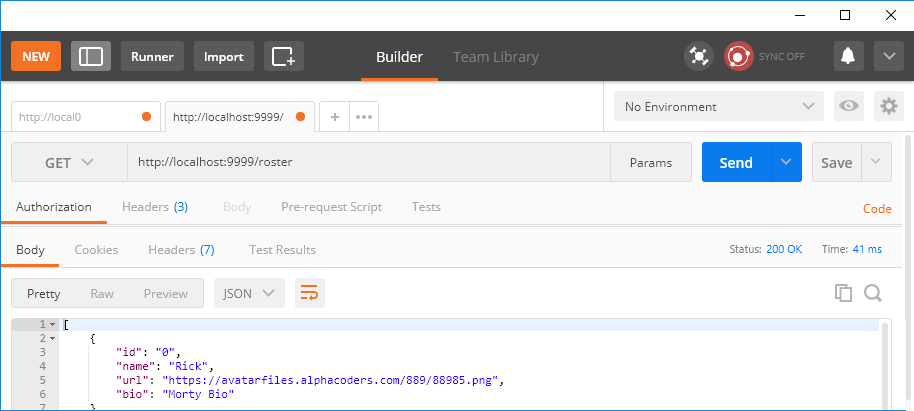 NEW Runner Import Builder Team Library SYNC OFF
http://local0 http://localhost:9999/ + ••• No Environment
GET http://localhost:9999/roster Params Send Save
Authorization Headers (3) Body Pre-request Script Tests Code
Body Cookies Headers (7) Test Results Status: 200 OK Time: 41 ms
Pretty Raw Preview JSON
1 [
2 {
3 "id": "0",
4 "name": "Rick",
5 "url": "https://avatarfiles.alphacoders.com/889/88985.png",
6 "bio": "Morty Bio"
7 }